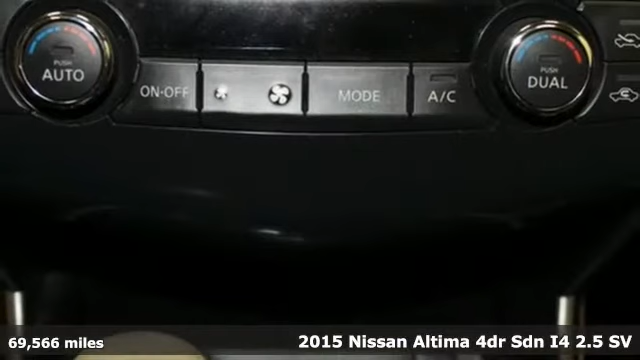 PUSH
AUTO
ON·OFF
MODE
A/C
PUSH
DUAL
69,566 miles
2015 Nissan Altima 4dr Sdn I4 2.5 SV